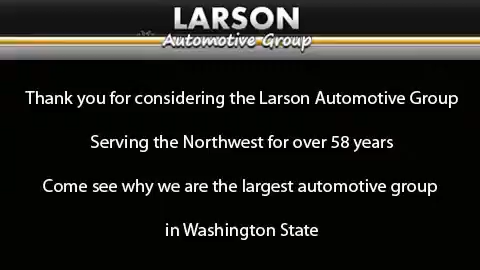 LARSON
Automotive Group
Thank you for considering the Larson Automotive Group
Serving the Northwest for over 58 years
Come see why we are the largest automotive group
in Washington State